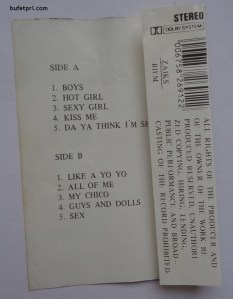 bufetprl.com
SIDE A
1. BOYS
2. HOT GIRL
3. SEXY GIRL
4. KISS ME
5. DA YA THINK I'M SE
SIDE B
1. LIKE A YO YO
2. ALL OF ME
3. MY CHICO
4. GUYS AND DOLLS
5. SEX
STEREO
DOLBY SYSTEM
ZAIKS
BIEM
ALL RIGHTS OF THE PRODUCER AND
OF THE OWNER OF THE WORK RE-
PRODUCED RESERVED. UNAUTHORI-
ZED COPYING, HIRING, LENDING,
PUBLIC PERFORMANCE AND BROAD-
CASTING OF THE RECORD PROHIBITED.